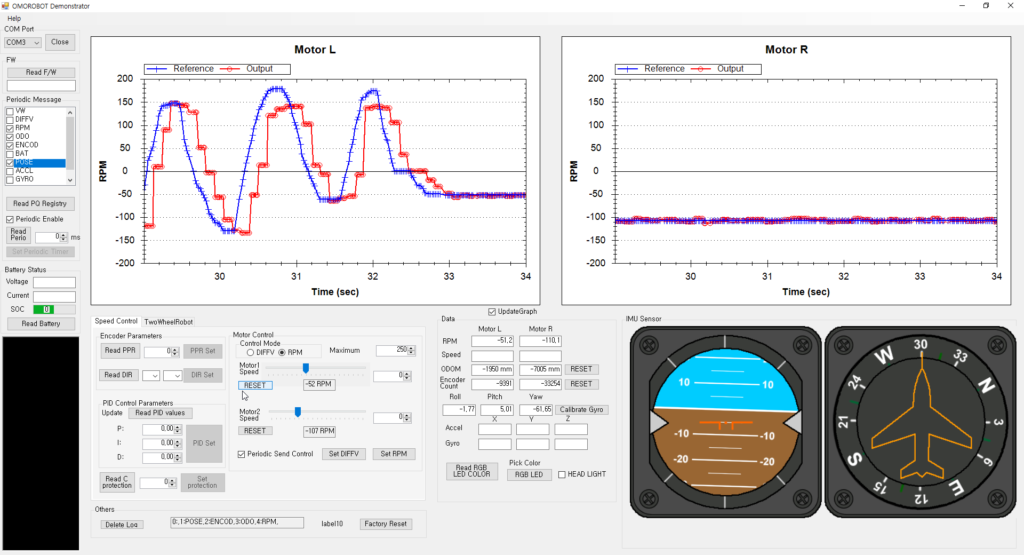 OMOROBOT Demonstrator
Help
COM Port
COM3 Close
FW
Read F/W
Periodic Message
VW
DIFFV
RPM
ODO
ENCOD
BAT
POSE
ACCL
GYRO
Read PO Registry
Periodic Enable
Read Perio 0 ms
Set Periodic Timer
Battery Status
Voltage
Current
SOC 0
Read Battery
Motor L
Reference Output
200
150
100
50
0
-50
-100
-150
-200
RPM
30 31 32 33 34
Time (sec)
Motor R
Reference Output
200
150
100
50
0
-50
-100
-150
-200
RPM
30 31 32 33 34
Time (sec)
Speed Control TwoWheelRobot
Encoder Parameters
Read PPR 0 PPR Set
Read DIR DIR Set
PID Control Parameters
Update Read PID values
P: 0,00
I: 0,00
D: 0,00
PID Set
Read C protection 0 Set protection
Motor Control
Control Mode
DIFFV RPM Maximum 250
Motor1 Speed 0
RESET -52 RPM
Motor2 Speed 0
RESET -107 RPM
Periodic Send Control Set DIFFV Set RPM
Others
Delete Log 0:,1:POSE,2:ENCOD,3:ODO,4:RPM, label10 Factory Reset
UpdateGraph
Data
Motor L Motor R
RPM -51,2 -110,1
Speed
ODOM -1950 mm -7005 mm RESET
Encoder Count -9391 -33254 RESET
Roll Pitch Yaw
-1,77 5,01 -61,65 Calibrate Gyro
X Y Z
Accel
Gyro
Read RGB LED COLOR
Pick Color
RGB LED HEAD LIGHT
IMU Sensor
10 10
-10 -10
-20 -20
30
33
N
3
6
E
12
15
S
24
W